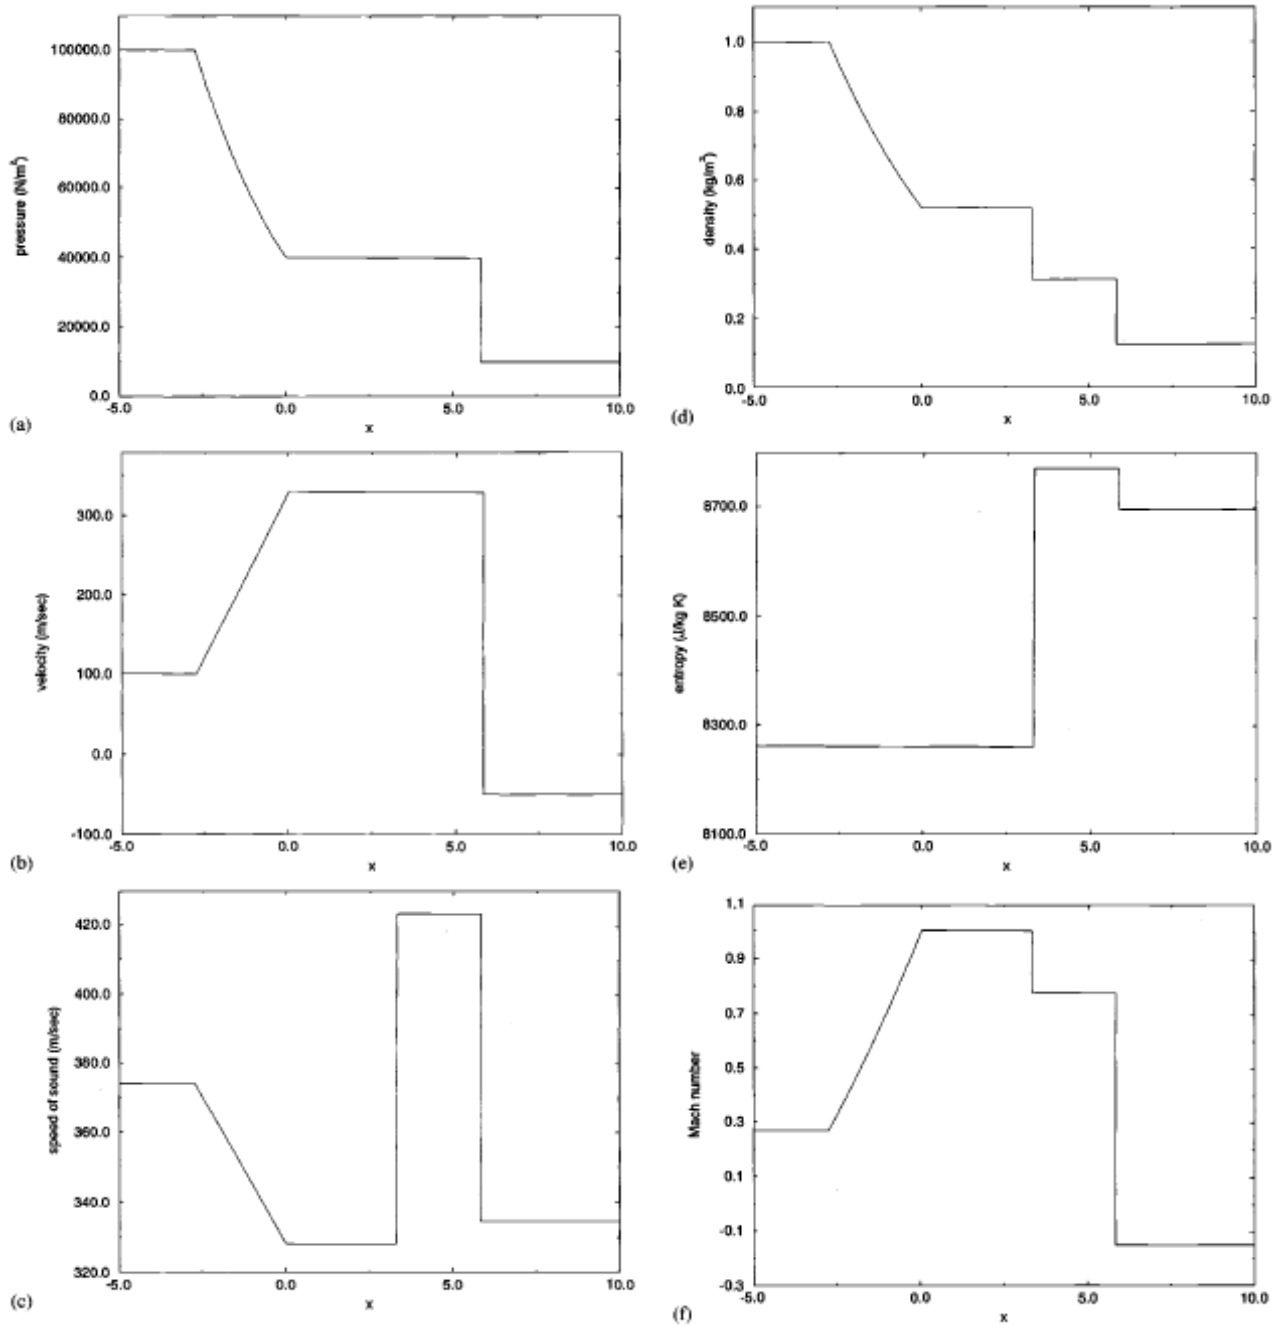 100000.0
80000.0
60000.0
40000.0
20000.0
0.0
-5.0 0.0 5.0 10.0
pressure (N/m²)
x
(a)
1.0
0.8
0.6
0.4
0.2
0.0
-5.0 0.0 5.0 10.0
density (kg/m³)
x
(d)
300.0
200.0
100.0
0.0
-100.0
-5.0 0.0 5.0 10.0
velocity (m/sec)
x
(b)
8700.0
8500.0
8300.0
8100.0
-5.0 0.0 5.0 10.0
entropy (J/kg K)
x
(e)
420.0
400.0
380.0
360.0
340.0
320.0
-5.0 0.0 5.0 10.0
speed of sound (m/sec)
x
(c)
1.1
0.9
0.7
0.5
0.3
0.1
-0.1
-0.3
-5.0 0.0 5.0 10.0
Mach number
x
(f)